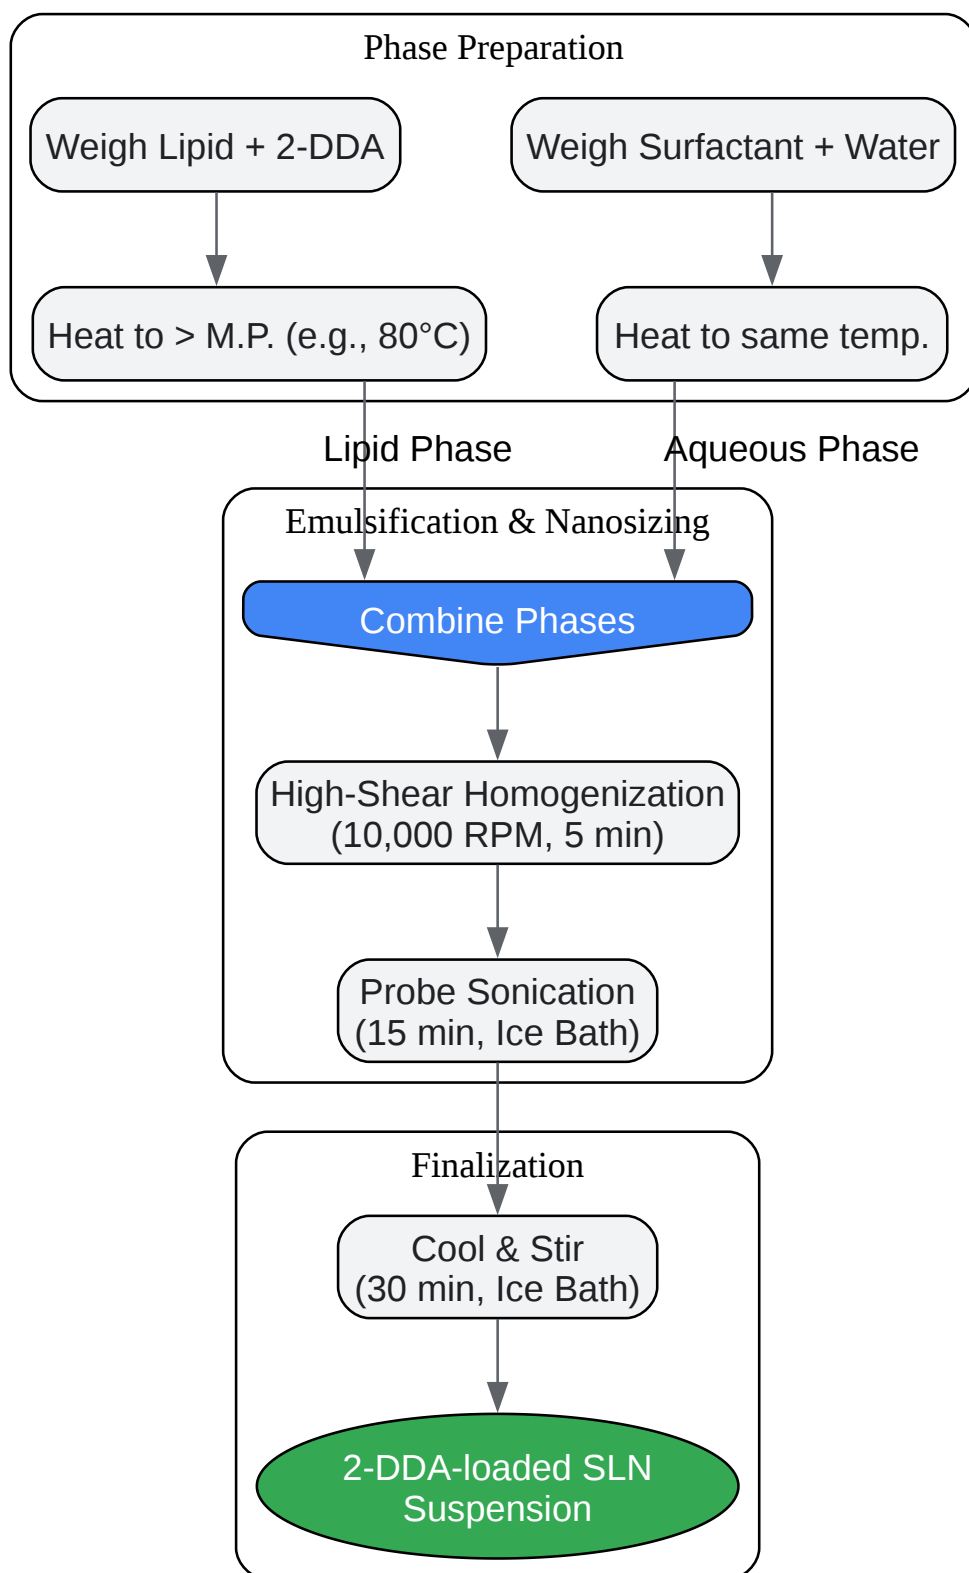 Phase Preparation
Weigh Lipid + 2-DDA
Weigh Surfactant + Water
Heat to > M.P. (e.g., 80°C)
Heat to same temp.
Lipid Phase
Aqueous Phase
Emulsification & Nanosizing
Combine Phases
High-Shear Homogenization
(10,000 RPM, 5 min)
Probe Sonication
(15 min, Ice Bath)
Finalization
Cool & Stir
(30 min, Ice Bath)
2-DDA-loaded SLN
Suspension